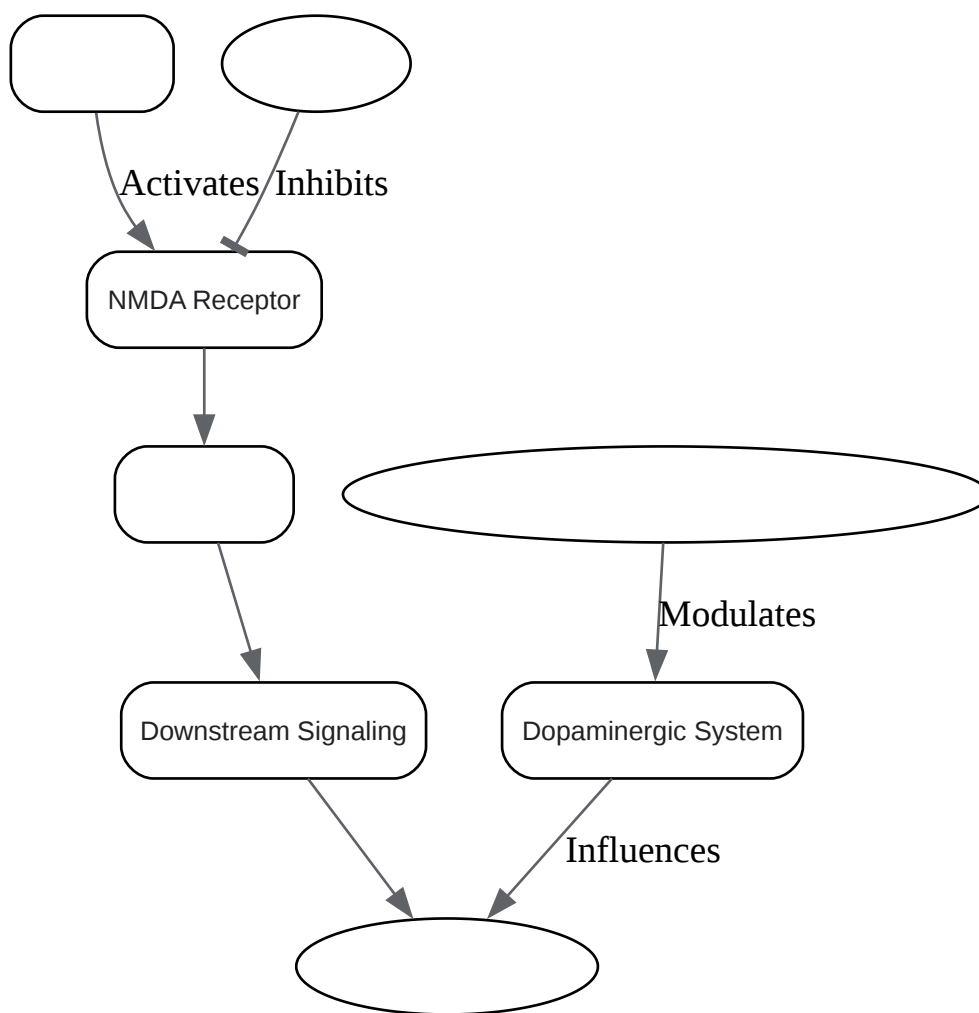 Activates
Inhibits
NMDA Receptor
Modulates
Downstream Signaling
Dopaminergic System
Influences